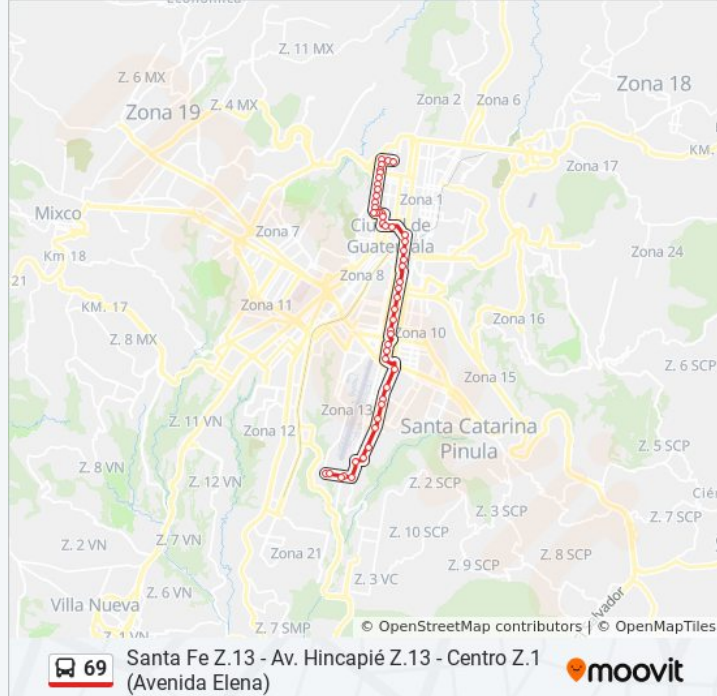 Z. 11 MX
Z. 6 MX
Zona 18
Zona 19
Z. 4 MX
Zona 2
Zona 6
KM.
Zona 17
Zona 1
Mixco
Ciudad de
Guatemala
Zona 7
Km 18
Zona 24
21
Zona 8
KM. 17
Zona 11
Zona 16
Z. 8 MX
Zona 10
Z. 6 SCP
Zona 15
Zona 13
Z. 11 VN
Zona 12
Santa Catarina
Pinula
Z. 5 SCP
Z. 8 VN
Z. 12 VN
Z. 2 SCP
Z. 3 SCP
Z. 7 SCP
Z. 10 SCP
Z. 2 VN
Z. 7 VN
Zona 21
Z. 8 SCP
Z. 9 SCP
Z. 3 VC
Z. 6 VN
Villa Nueva
Z. 1 VN
Z. 7 SMP
© OpenStreetMap contributors | © OpenMapTiles
69
Santa Fe Z.13 - Av. Hincapié Z.13 - Centro Z.1
(Avenida Elena)
moovit